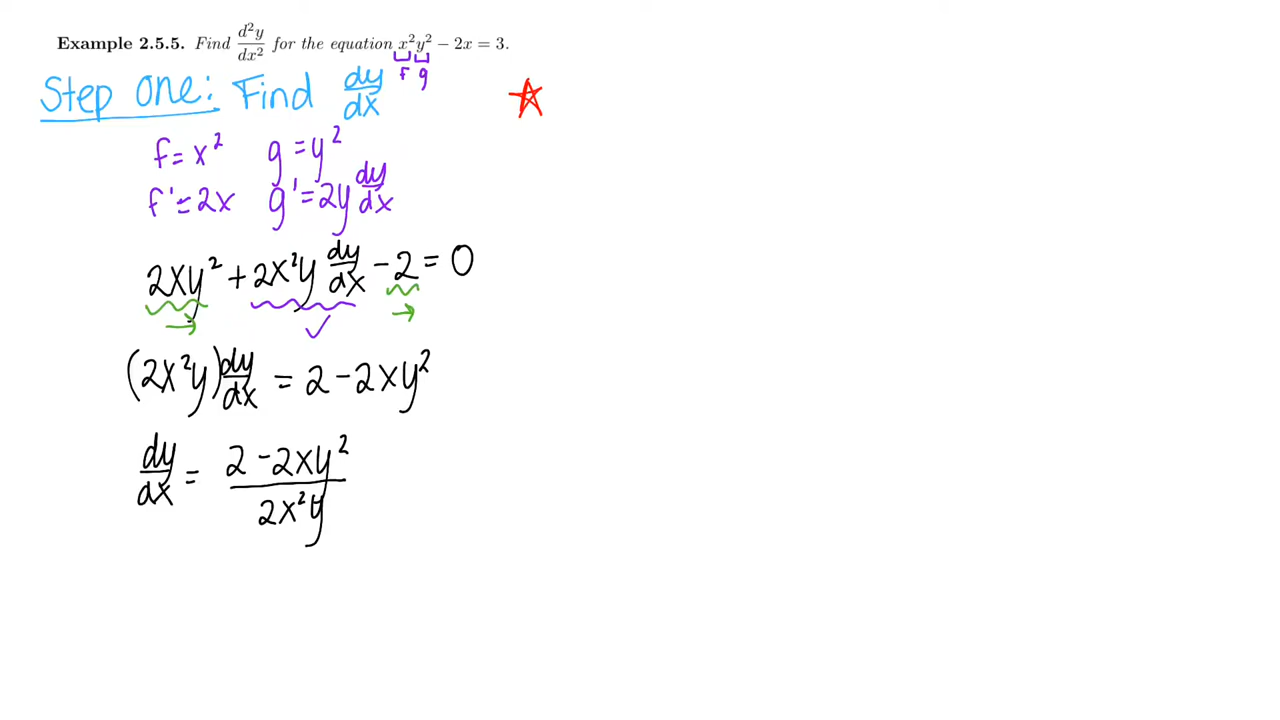 Example 2.5.5. Find d²y/dx² for the equation x²y² − 2x = 3.
f g
Step One: Find dy/dx
f = x² g = y²
f' = 2x g' = 2y dy/dx
2xy² + 2x²y dy/dx − 2 = 0
(2x²y) dy/dx = 2 − 2xy²
dy/dx = (2 − 2xy²)/(2x²y)